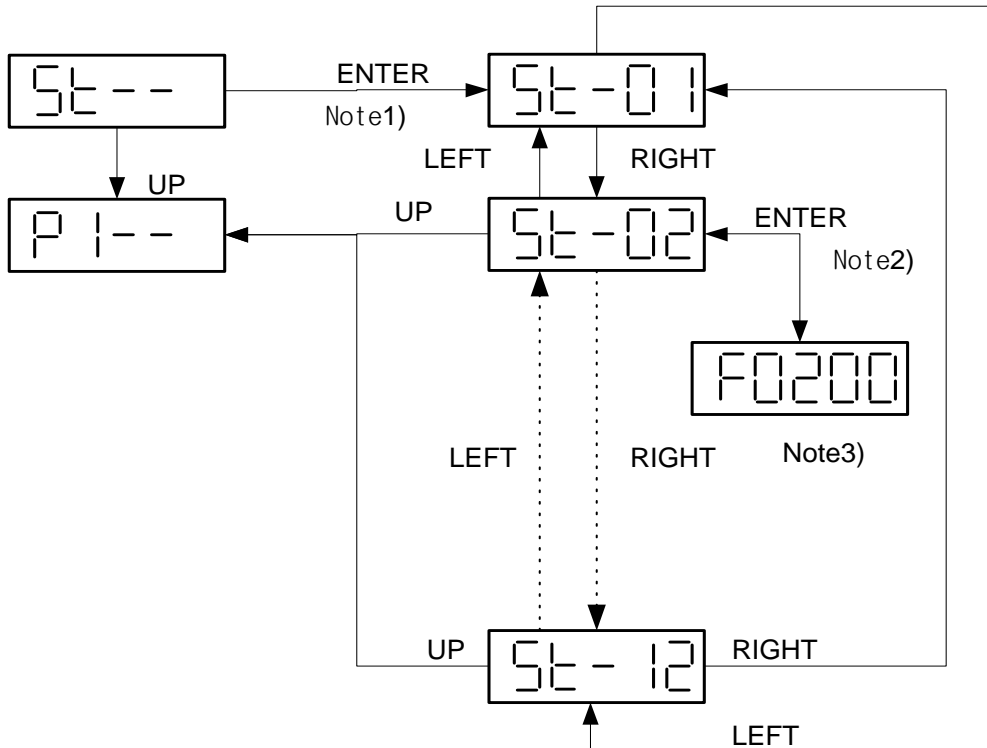 St--
ENTER
St-01
Note1)
LEFT
RIGHT
UP
P1--
UP
St-02
ENTER
Note2)
F0200
LEFT
RIGHT
Note3)
UP
St-12
RIGHT
LEFT